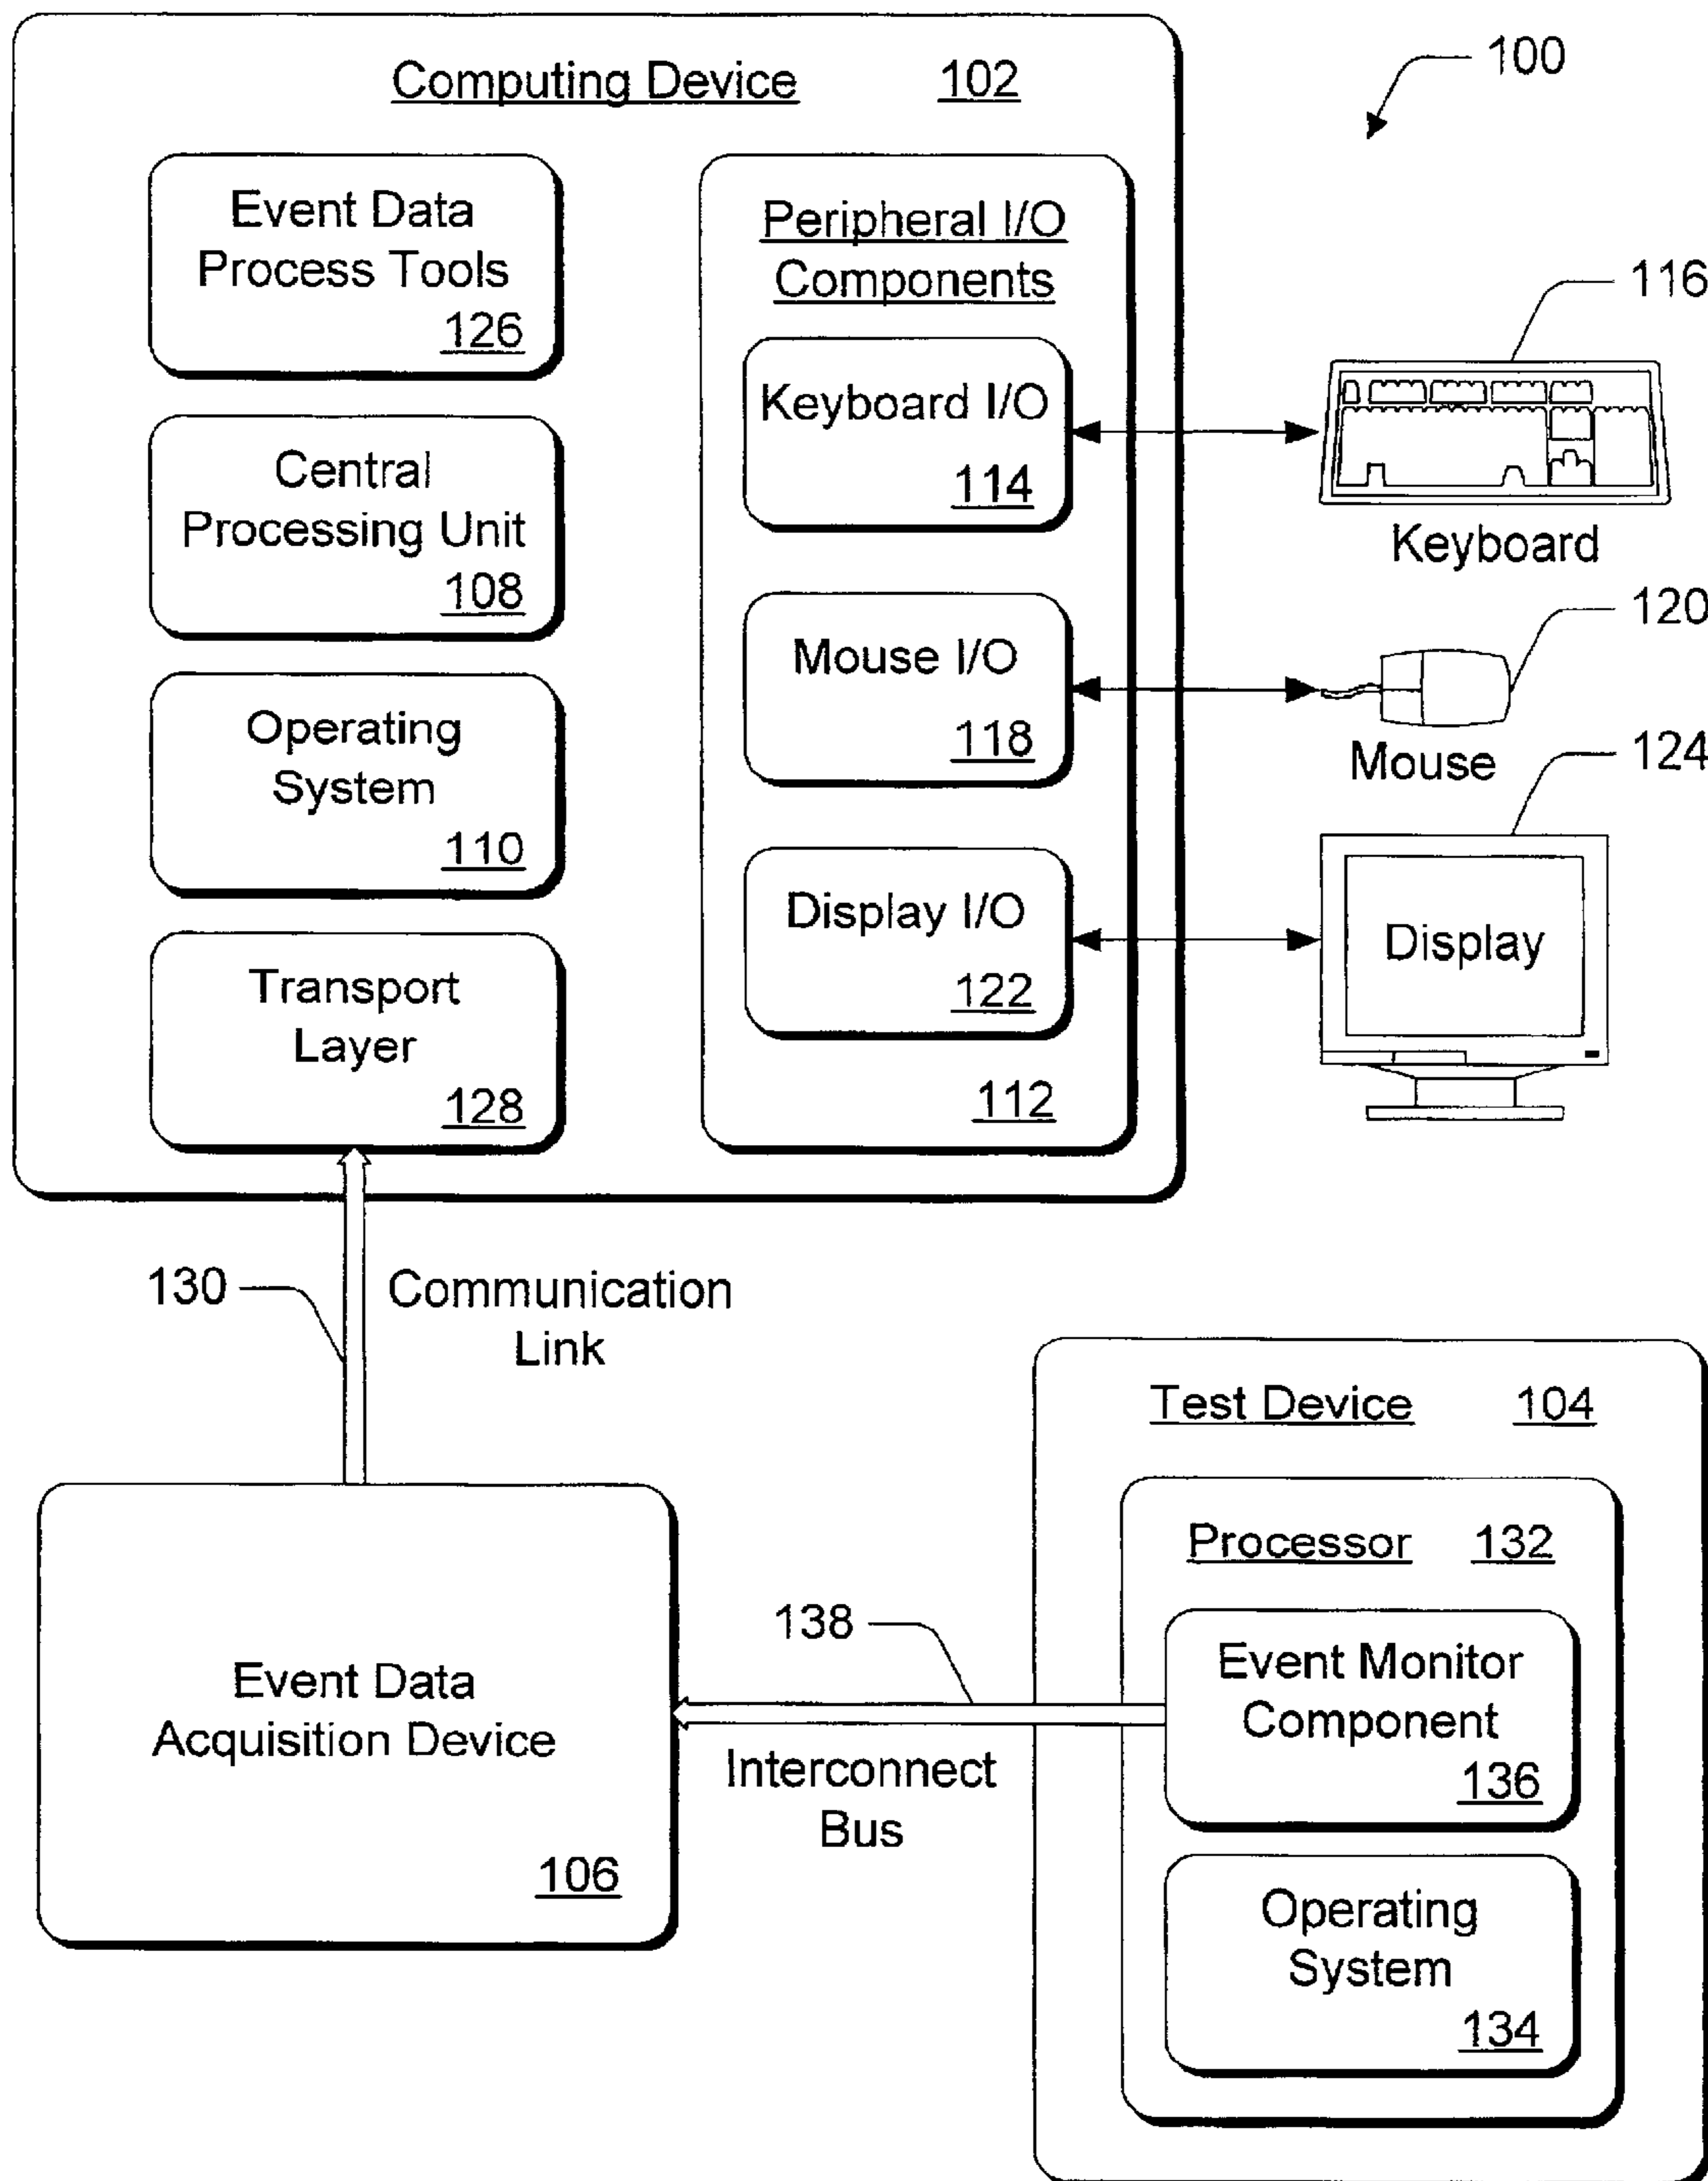 Computing Device 102
100
Event Data
Process Tools
126
Central
Processing Unit
108
Operating
System
110
Transport
Layer
128
Peripheral I/O
Components
Keyboard I/O
114
Mouse I/O
118
Display I/O
122
112
116
Keyboard
120
Mouse
124
Display
130
Communication
Link
Test Device 104
Processor 132
Event Monitor
Component
136
Operating
System
134
138
Interconnect
Bus
Event Data
Acquisition Device
106